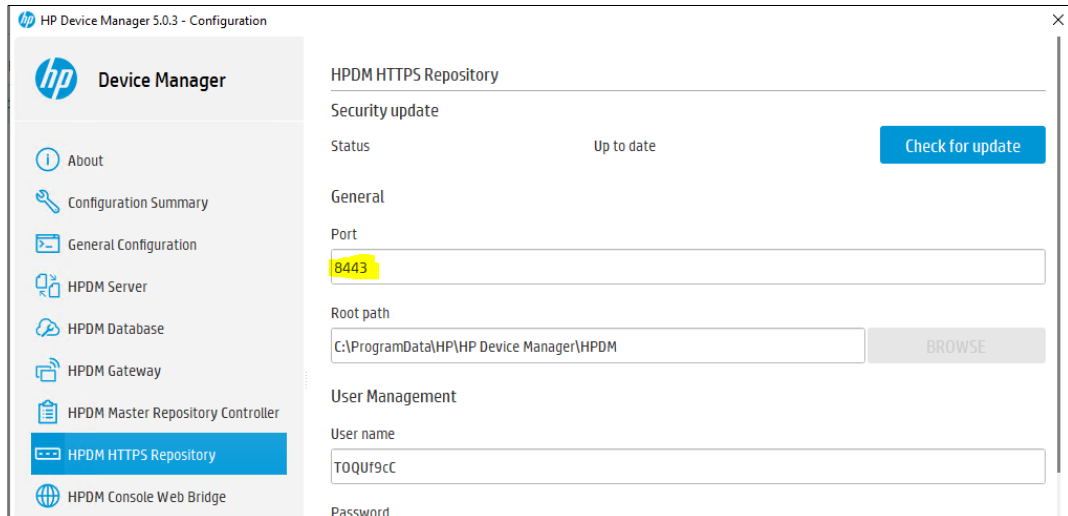 HP Device Manager 5.0.3 - Configuration
hp
Device Manager
About
Configuration Summary
General Configuration
HPDM Server
HPDM Database
HPDM Gateway
HPDM Master Repository Controller
HPDM HTTPS Repository
HPDM Console Web Bridge
HPDM HTTPS Repository
Security update
Status Up to date Check for update
General
Port
8443
Root path
C:\ProgramData\HP\HP Device Manager\HPDM BROWSE
User Management
User name
TOQUf9cC
Password